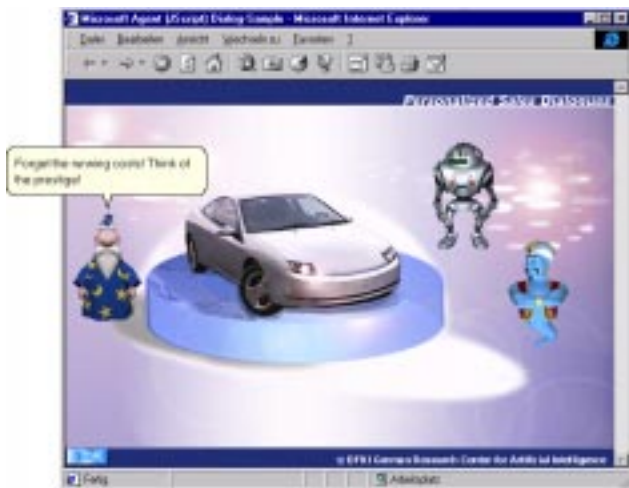 Microsoft Agent (JScript) Dialog Sample - Microsoft Internet Explorer
Datei Bearbeiten Ansicht Wechseln zu Favoriten ?
Personalized Sales Dialogues
Forget the running costs! Think of
the prestige!
© DFKI German Research Center for Artificial Intelligence
Fertig
Arbeitsplatz